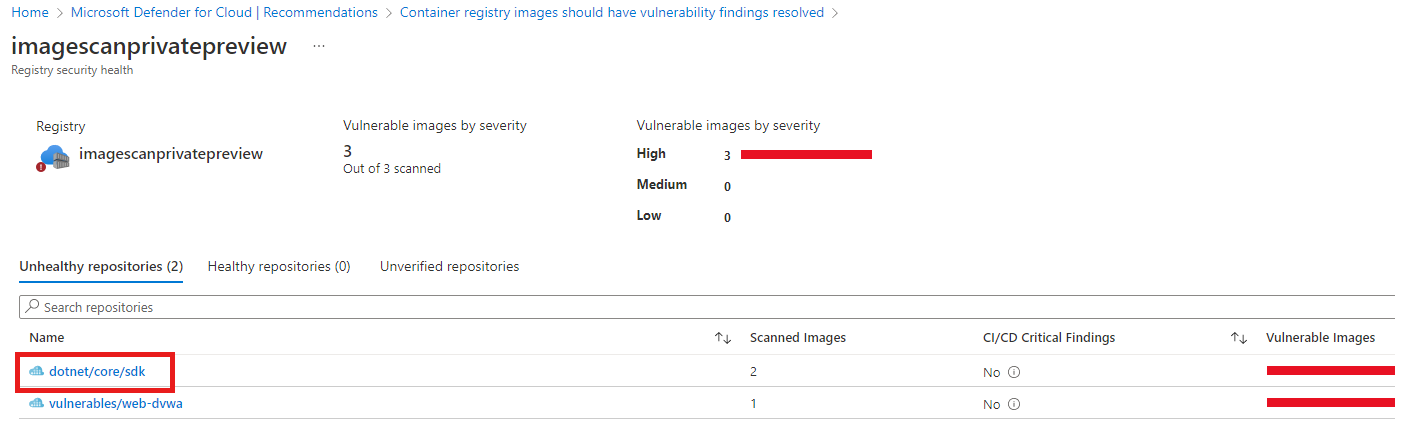 Home > Microsoft Defender for Cloud | Recommendations > Container registry images should have vulnerability findings resolved >
imagescanprivatepreview ...
Registry security health
Registry
imagescanprivatepreview
Vulnerable images by severity
3
Out of 3 scanned
Vulnerable images by severity
High 3
Medium 0
Low 0
Unhealthy repositories (2) Healthy repositories (0) Unverified repositories
Search repositories
Name Scanned Images CI/CD Critical Findings Vulnerable Images
dotnet/core/sdk 2 No
vulnerables/web-dvwa 1 No